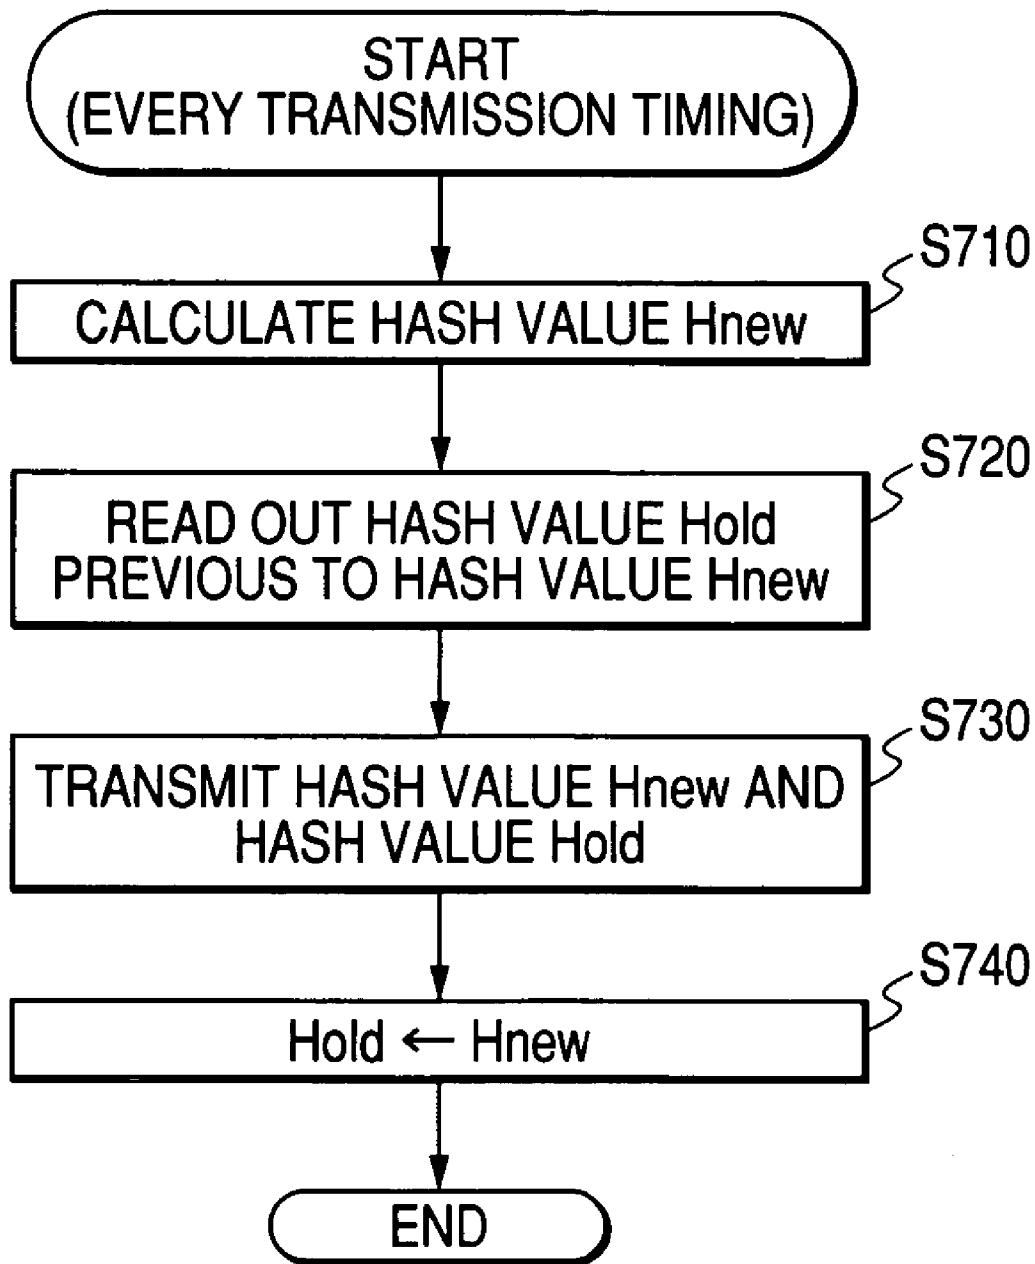 START
(EVERY TRANSMISSION TIMING)
S710
CALCULATE HASH VALUE Hnew
S720
READ OUT HASH VALUE Hold
PREVIOUS TO HASH VALUE Hnew
S730
TRANSMIT HASH VALUE Hnew AND
HASH VALUE Hold
S740
Hold ← Hnew
END